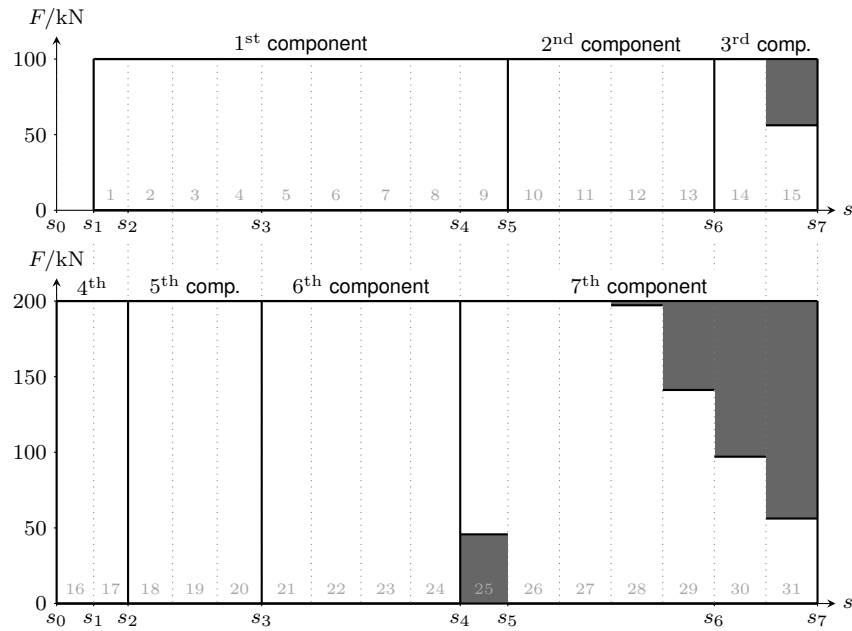 F/kN
1st component 2nd component 3rd comp.
100
50
1 2 3 4 5 6 7 8 9 10 11 12 13 14 15
0
s
s0 s1 s2 s3 s4 s5 s6 s7
F/kN
4th 5th comp. 6th component 7th component
200
150
100
50
16 17 18 19 20 21 22 23 24 25 26 27 28 29 30 31
0
s
s0 s1 s2 s3 s4 s5 s6 s7